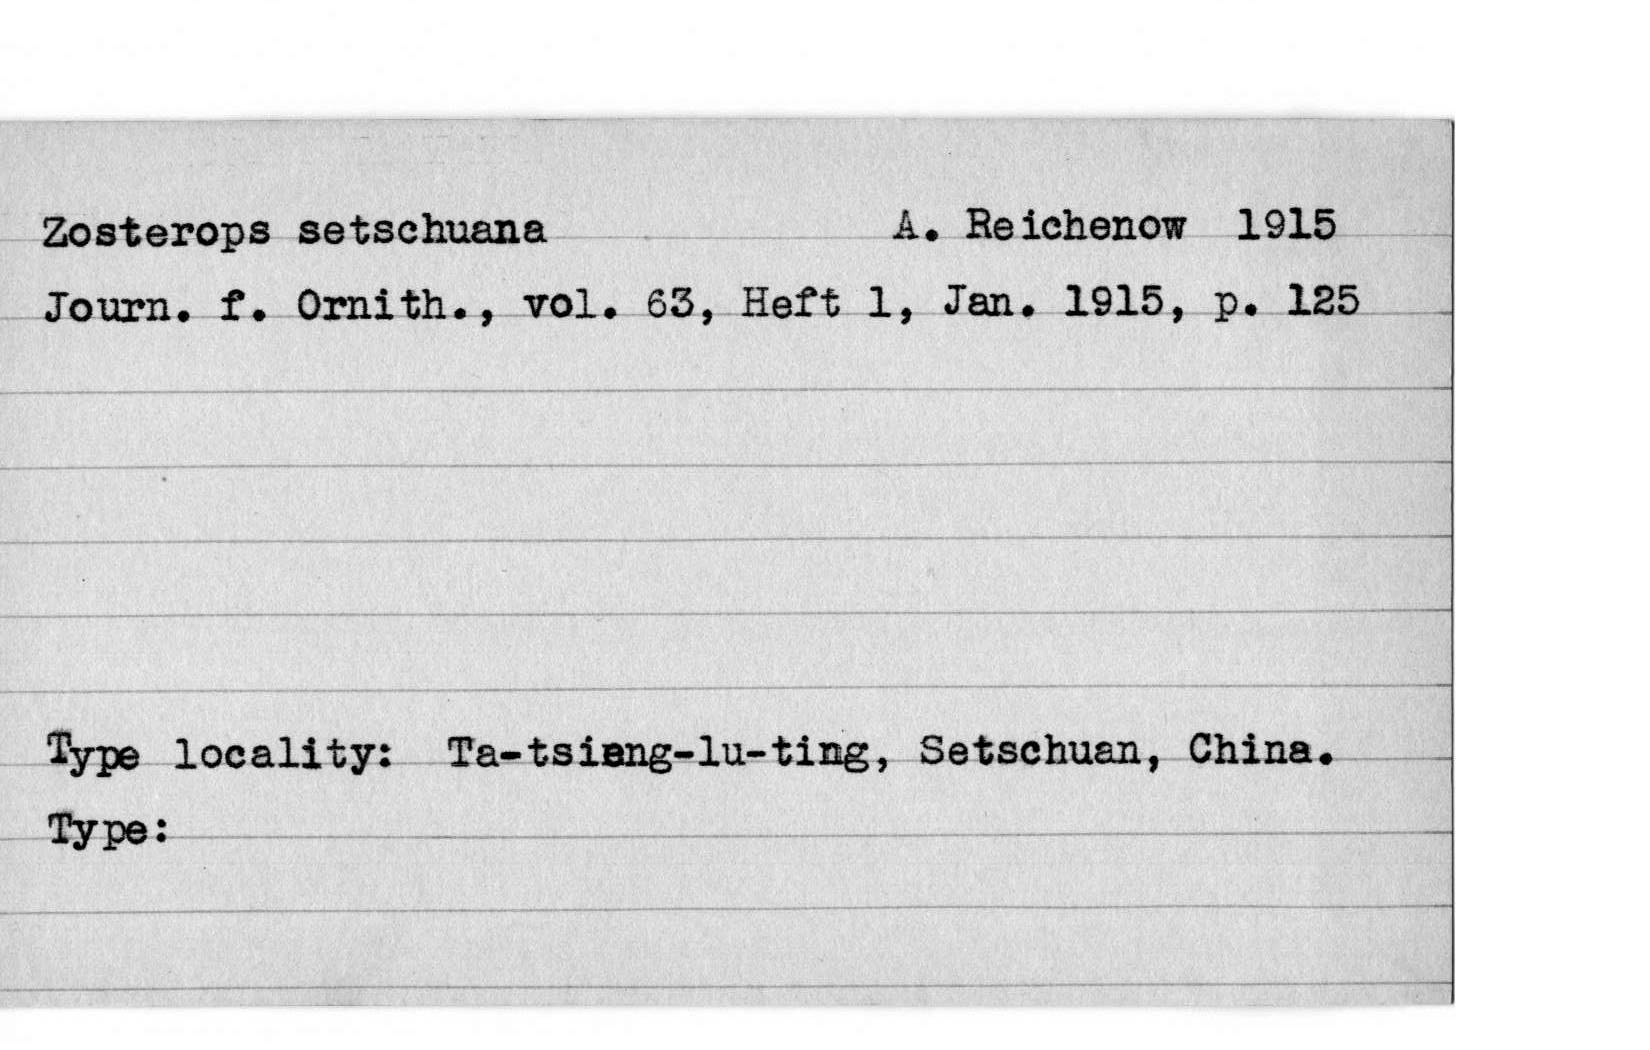 Zosterops setschuana A. Reichenow 1915
Journ. f. Ornith., vol. 63, Heft 1, Jan. 1915, p. 125
Type locality: Ta-tsieng-lu-ting, Setschuan, China.
Type: